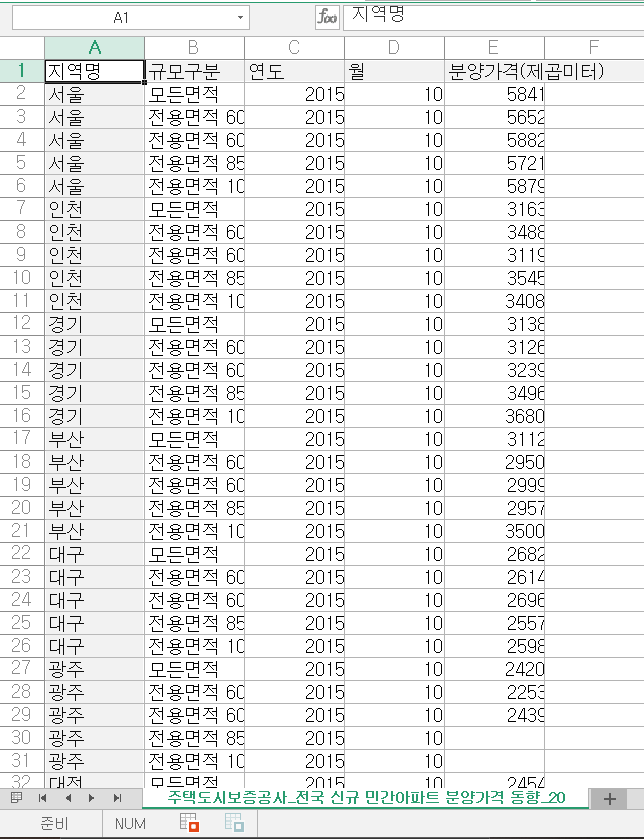 A1 fx 지역명
A B C D E F
1 지역명 규모구분 연도 월 분양가격(제곱미터)
2 서울 모든면적 2015 10 5841
3 서울 전용면적 60 2015 10 5652
4 서울 전용면적 60 2015 10 5882
5 서울 전용면적 85 2015 10 5721
6 서울 전용면적 10 2015 10 5879
7 인천 모든면적 2015 10 3163
8 인천 전용면적 60 2015 10 3488
9 인천 전용면적 60 2015 10 3119
10 인천 전용면적 85 2015 10 3545
11 인천 전용면적 10 2015 10 3408
12 경기 모든면적 2015 10 3138
13 경기 전용면적 60 2015 10 3126
14 경기 전용면적 60 2015 10 3239
15 경기 전용면적 85 2015 10 3496
16 경기 전용면적 10 2015 10 3680
17 부산 모든면적 2015 10 3112
18 부산 전용면적 60 2015 10 2950
19 부산 전용면적 60 2015 10 2999
20 부산 전용면적 85 2015 10 2957
21 부산 전용면적 10 2015 10 3500
22 대구 모든면적 2015 10 2682
23 대구 전용면적 60 2015 10 2614
24 대구 전용면적 60 2015 10 2696
25 대구 전용면적 85 2015 10 2557
26 대구 전용면적 10 2015 10 2598
27 광주 모든면적 2015 10 2420
28 광주 전용면적 60 2015 10 2253
29 광주 전용면적 60 2015 10 2439
30 광주 전용면적 85 2015 10
31 광주 전용면적 10 2015 10
32 대전 모든면적 2015 10 2454
주택도시보증공사_전국 신규 민간아파트 분양가격 동향_20
준비 NUM